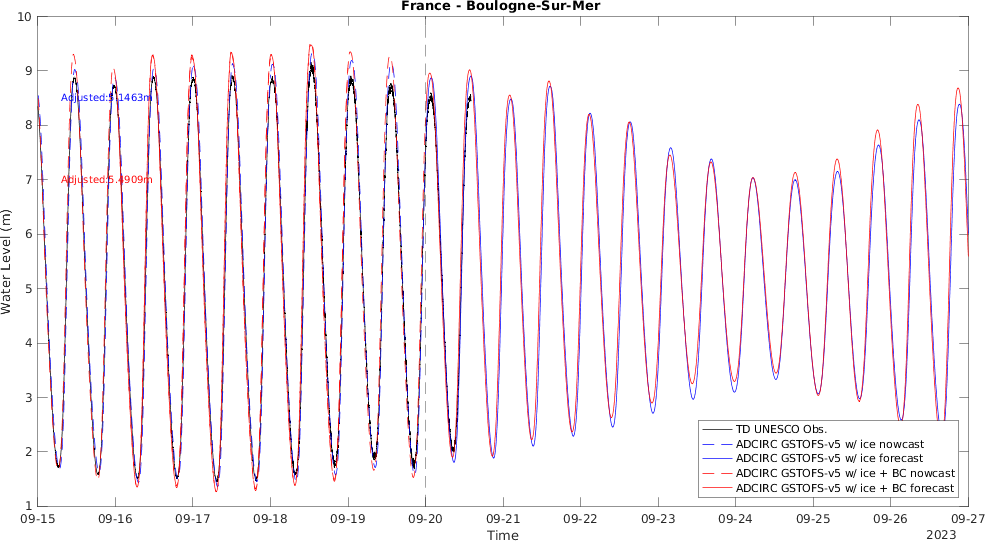 France - Boulogne-Sur-Mer
10
9
Adjusted:5.1463m
8
7
Adjusted:5.4909m
6
5
4
3
2
1
Water Level (m)
TD UNESCO Obs.
ADCIRC GSTOFS-v5 w/ ice nowcast
ADCIRC GSTOFS-v5 w/ ice forecast
ADCIRC GSTOFS-v5 w/ ice + BC nowcast
ADCIRC GSTOFS-v5 w/ ice + BC forecast
09-15 09-16 09-17 09-17 09-18 09-19 09-20 09-21 09-22 09-23 09-24 09-25 09-26 09-27
Time
2023